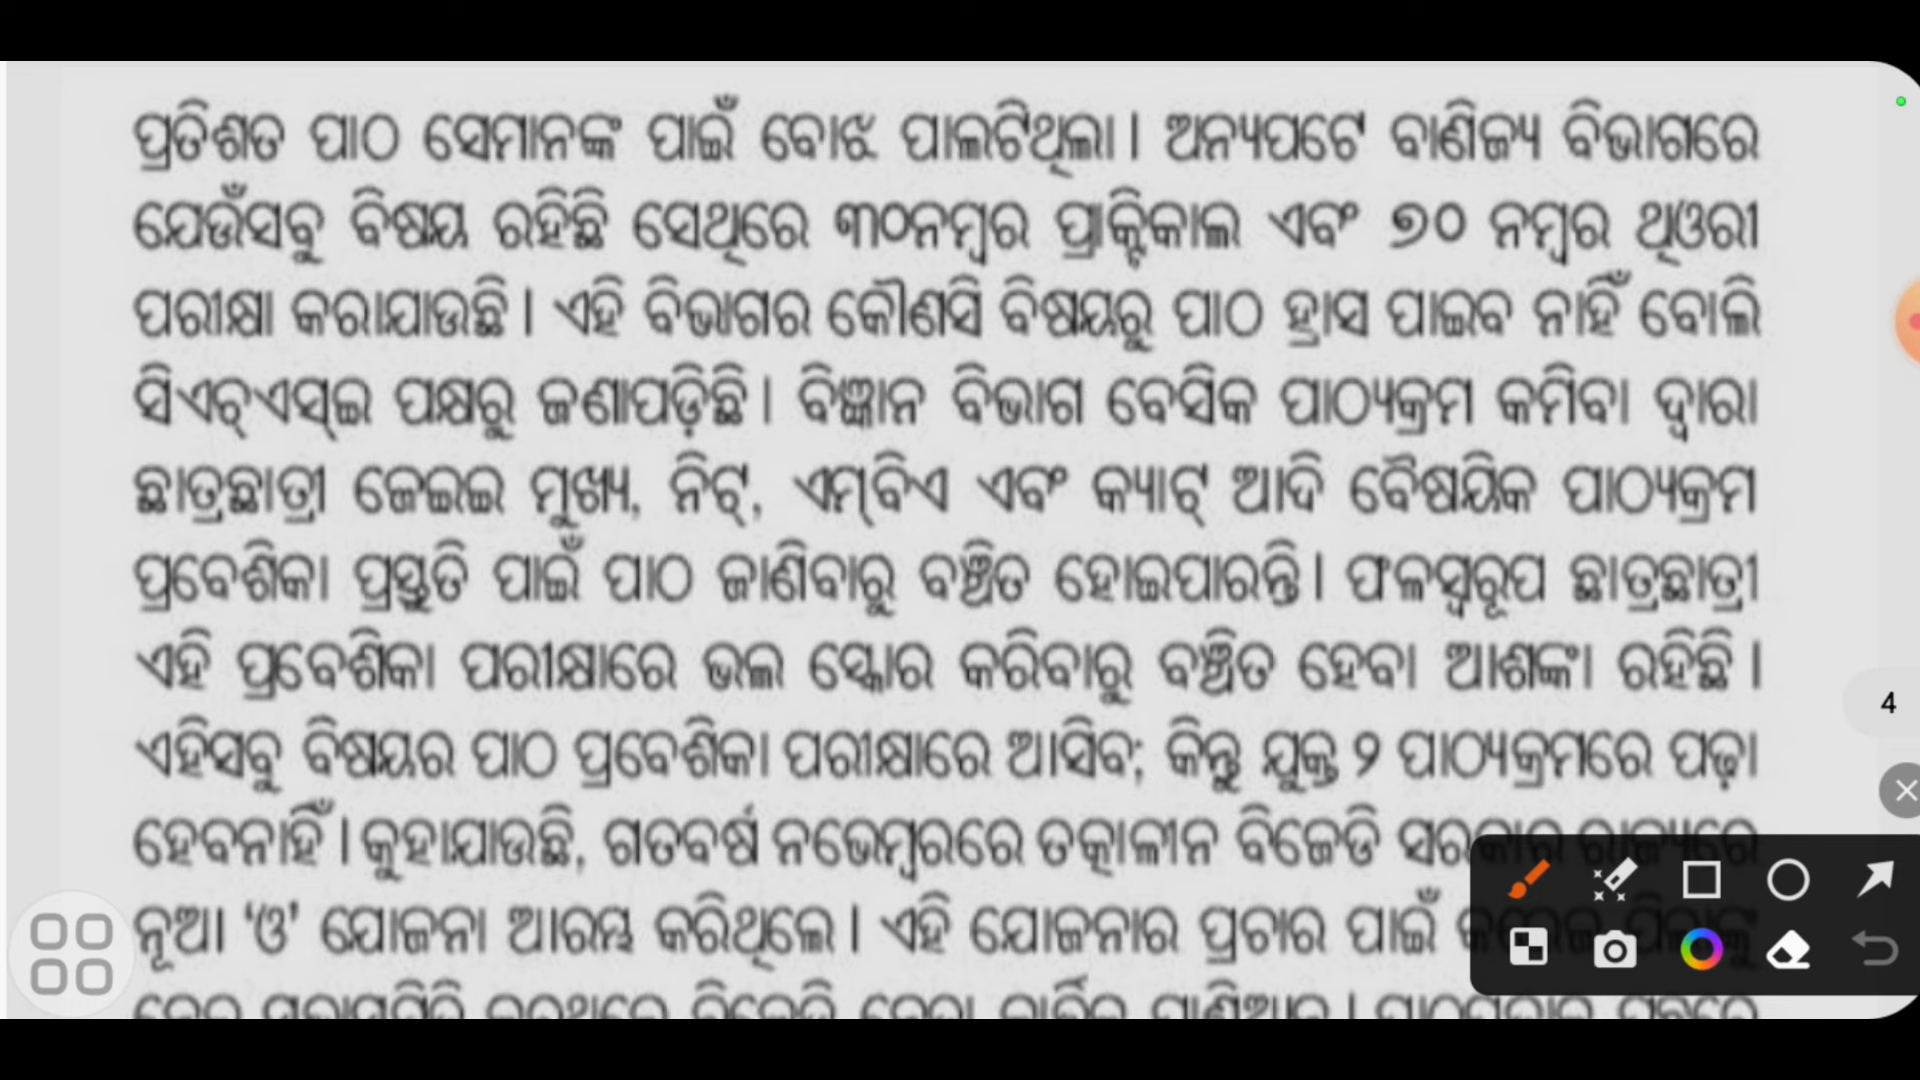 ପ୍ରତିଶତ ପାଠ ସେମାନଙ୍କ ପାଇଁ ବୋଝ ପାଲଟିଥିଲା । ଅନ୍ୟପଟେ ବାଣିଜ୍ୟ ବିଭାଗରେ
ଯେଉଁସବୁ ବିଷୟ ରହିଛି ସେଥିରେ ୩୦ନମ୍ବର ପ୍ରାକ୍ଟିକାଲ ଏବଂ ୭୦ ନମ୍ବର ଥିଓରୀ
ପରୀକ୍ଷା କରାଯାଉଛି । ଏହି ବିଭାଗର କୌଣସି ବିଷୟରୁ ପାଠ ହ୍ରାସ ପାଇବ ନାହିଁ ବୋଲି
ସିଏଚ୍ଏସ୍ଇ ପକ୍ଷରୁ ଜଣାପଡ଼ିଛି । ବିଜ୍ଞାନ ବିଭାଗ ବେସିକ ପାଠ୍ୟକ୍ରମ କମିବା ଦ୍ୱାରା
ଛାତ୍ରଛାତ୍ରୀ ଜେଇଇ ମୁଖ୍ୟ, ନିଟ୍, ଏମ୍ବିଏ ଏବଂ କ୍ୟାଟ୍ ଆଦି ବୈଷୟିକ ପାଠ୍ୟକ୍ରମ
ପ୍ରବେଶିକା ପ୍ରସ୍ତୁତି ପାଇଁ ପାଠ ଜାଣିବାରୁ ବଞ୍ଚିତ ହୋଇପାରନ୍ତି । ଫଳସ୍ୱରୂପ ଛାତ୍ରଛାତ୍ରୀ
ଏହି ପ୍ରବେଶିକା ପରୀକ୍ଷାରେ ଭଲ ସ୍କୋର କରିବାରୁ ବଞ୍ଚିତ ହେବା ଆଶଙ୍କା ରହିଛି ।
ଏହିସବୁ ବିଷୟର ପାଠ ପ୍ରବେଶିକା ପରୀକ୍ଷାରେ ଆସିବ; କିନ୍ତୁ ଯୁକ୍ତ ୨ ପାଠ୍ୟକ୍ରମରେ ପଢ଼ା
ହେବନାହିଁ । କୁହାଯାଉଛି, ଗତବର୍ଷ ନଭେମ୍ବରରେ ତତ୍କାଳୀନ ବିଜେଡି ସରକାର ରାଜ୍ୟରେ
ନୂଆ ‘ଓ’ ଯୋଜନା ଆରମ୍ଭ କରିଥିଲେ । ଏହି ଯୋଜନାର ପ୍ରଚାର ପାଇଁ
4